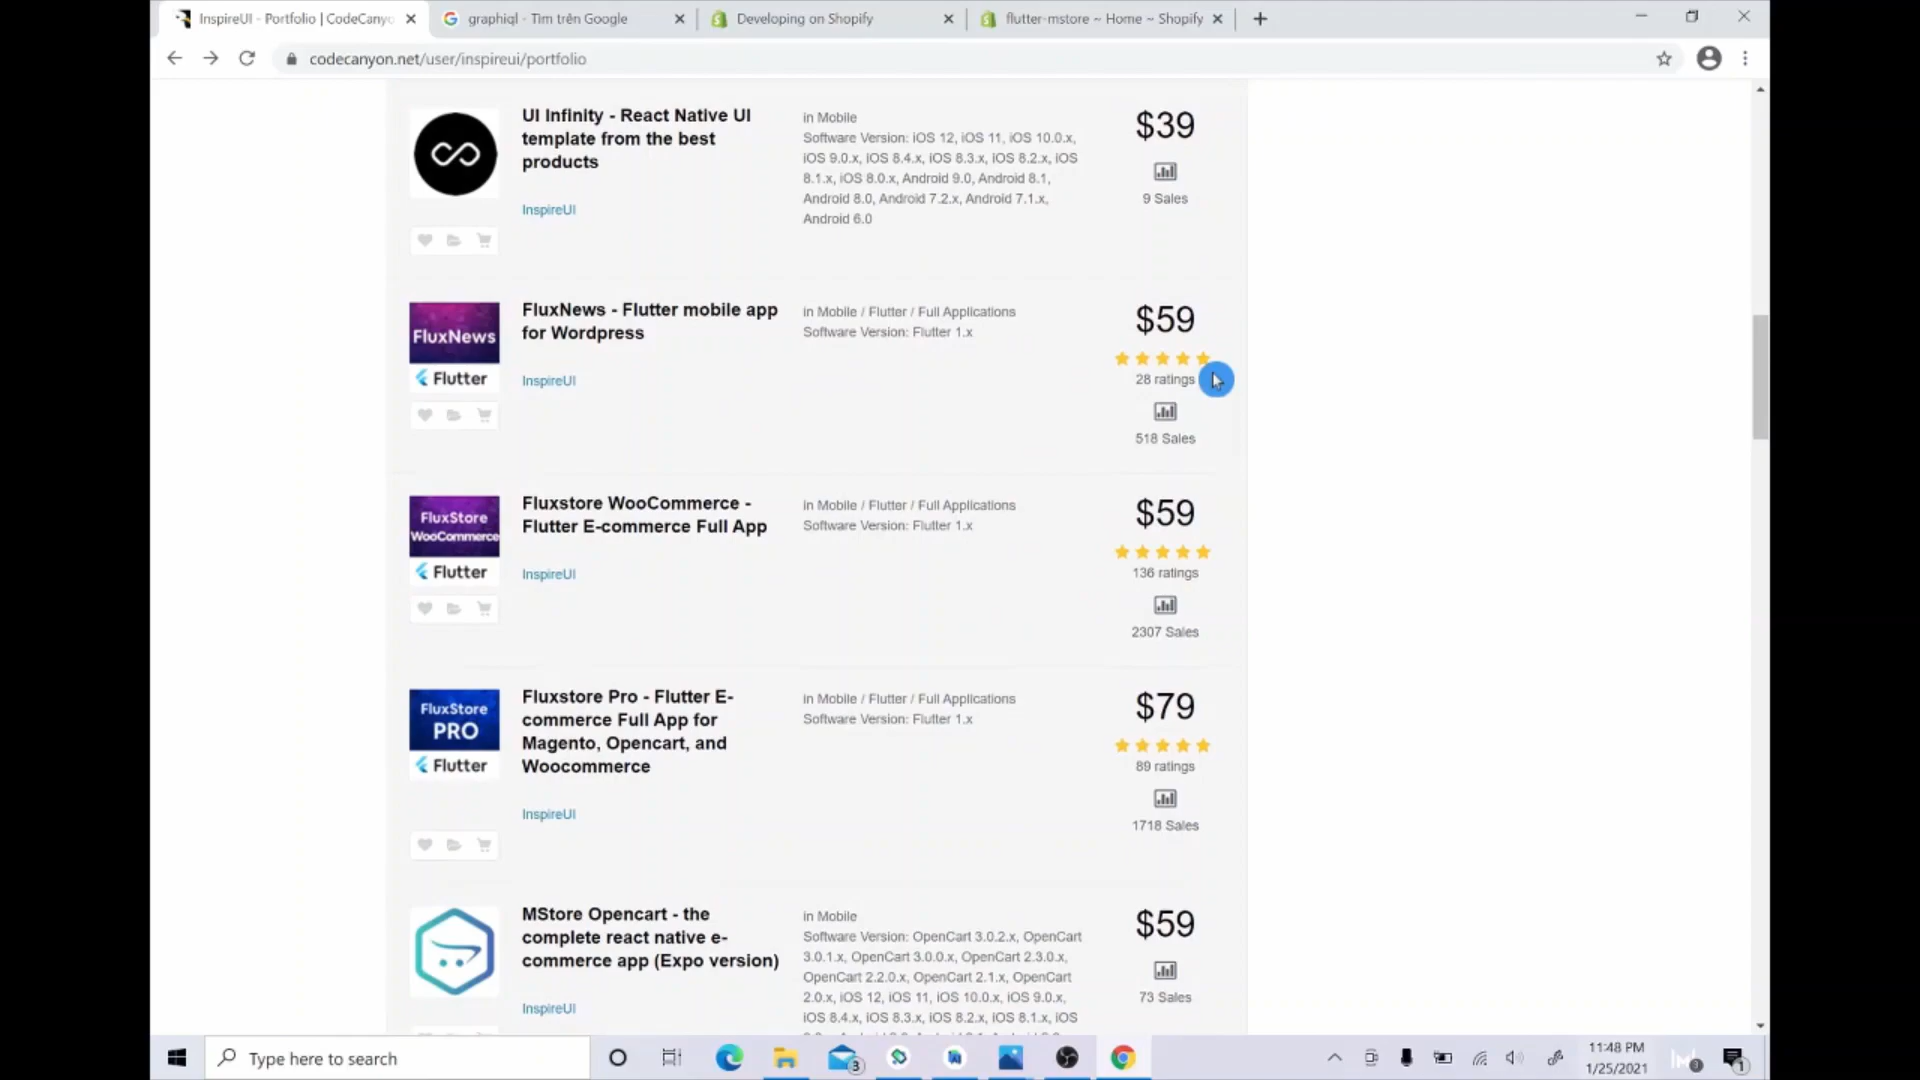 InspireUI - Portfolio | CodeCanyo
graphiql - Tìm trên Google
Developing on Shopify
flutter-mstore ~ Home ~ Shopify
codecanyon.net/user/inspireui/portfolio
UI Infinity - React Native UI
template from the best
products
InspireUI
in Mobile
Software Version: iOS 12, iOS 11, iOS 10.0.x,
iOS 9.0.x, iOS 8.4.x, iOS 8.3.x, iOS 8.2.x, iOS
8.1.x, iOS 8.0.x, Android 9.0, Android 8.1,
Android 8.0, Android 7.2.x, Android 7.1.x,
Android 6.0
$39
9 Sales
FluxNews
Flutter
FluxNews - Flutter mobile app
for Wordpress
InspireUI
in Mobile / Flutter / Full Applications
Software Version: Flutter 1.x
$59
28 ratings
518 Sales
FluxStore
WooCommerce
Flutter
Fluxstore WooCommerce -
Flutter E-commerce Full App
InspireUI
in Mobile / Flutter / Full Applications
Software Version: Flutter 1.x
$59
136 ratings
2307 Sales
FluxStore
PRO
Flutter
Fluxstore Pro - Flutter E-
commerce Full App for
Magento, Opencart, and
Woocommerce
InspireUI
in Mobile / Flutter / Full Applications
Software Version: Flutter 1.x
$79
89 ratings
1718 Sales
MStore Opencart - the
complete react native e-
commerce app (Expo version)
InspireUI
in Mobile
Software Version: OpenCart 3.0.2.x, OpenCart
3.0.1.x, OpenCart 3.0.0.x, OpenCart 2.3.0.x,
OpenCart 2.2.0.x, OpenCart 2.1.x, OpenCart
2.0.x, iOS 12, iOS 11, iOS 10.0.x, iOS 9.0.x,
iOS 8.4.x, iOS 8.3.x, iOS 8.2.x, iOS 8.1.x, iOS
$59
73 Sales
Type here to search
3
11:48 PM
1/25/2021
3
1